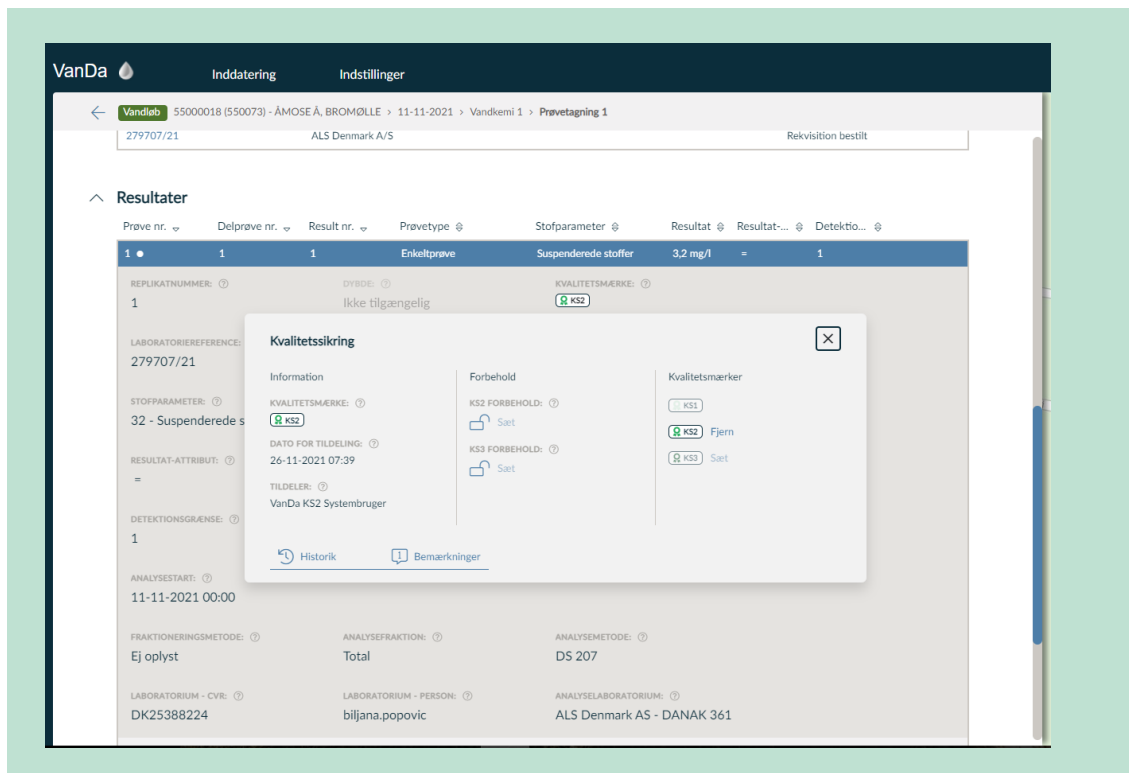 VanDa Inddatering Indstillinger
Vandløb 55000018 (550073) - ÅMOSE Å, BROMØLLE > 11-11-2021 > Vandkemi 1 > Prøvetagning 1
279707/21 ALS Denmark A/S Rekvisition bestilt
Resultater
Prøve nr. Delprøve nr. Result nr. Prøvetype Stofparameter Resultat Resultat-... Detektio...
1 1 1 Enkeltprøve Suspenderede stoffer 3,2 mg/l = 1
REPLIKATNUMMER: DYBDE: KVALITETSMÆRKE:
1 Ikke tilgængelig KS2
LABORATORIEREFERENCE:
279707/21
STOFPARAMETER:
32 - Suspenderede s
RESULTAT-ATTRIBUT:
=
DETEKTIONSGRÆNSE:
1
ANALYSESTART:
11-11-2021 00:00
Kvalitetssikring
Information
KVALITETSMÆRKE:
KS2
DATO FOR TILDELING:
26-11-2021 07:39
TILDELER:
VanDa KS2 Systembruger
Forbehold
KS2 FORBEHOLD:
Sæt
KS3 FORBEHOLD:
Sæt
Kvalitetsmærker
KS1
KS2 Fjern
KS3 Sæt
Historik 1 Bemærkninger
FRAKTIONERINGSMETODE: ANALYSEFRAKTION: ANALYSEMETODE:
Ej oplyst Total DS 207
LABORATORIUM - CVR: LABORATORIUM - PERSON: ANALYSELABORATORIUM:
DK25388224 biljana.popovic ALS Denmark AS - DANAK 361